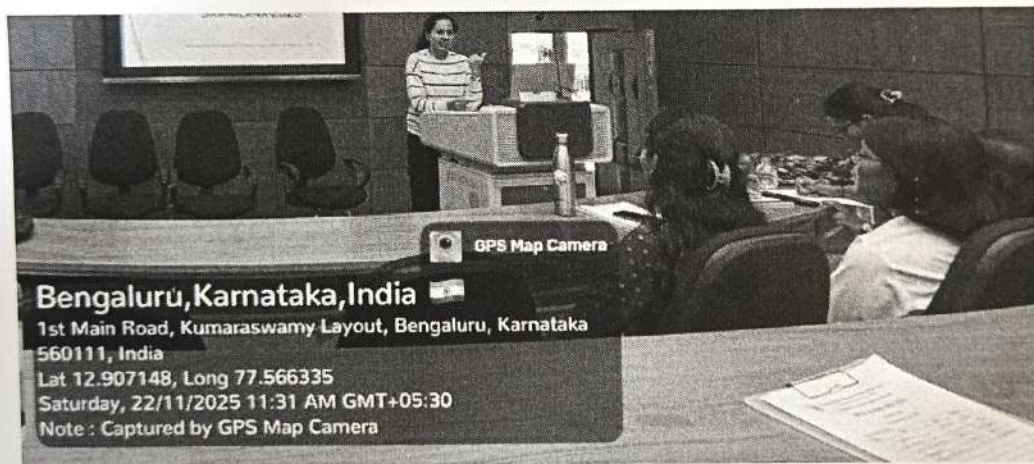 GPS Map Camera
Bengaluru,Karnataka,India
1st Main Road, Kumaraswamy Layout, Bengaluru, Karnataka
560111, India
Lat 12.907148, Long 77.566335
Saturday, 22/11/2025 11:31 AM GMT+05:30
Note : Captured by GPS Map Camera